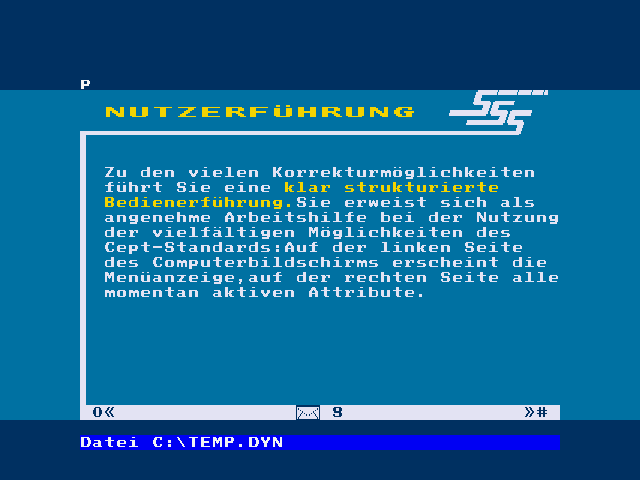 P
NUTZERFÜHRUNG
SSS
Zu den vielen Korrekturmöglichkeiten
führt Sie eine klar strukturierte
Bedienerführung.Sie erweist sich als
angenehme Arbeitshilfe bei der Nutzung
der vielfältigen Möglichkeiten des
Cept-Standards:Auf der linken Seite
des Computerbildschirms erscheint die
Menüanzeige,auf der rechten Seite alle
momentan aktiven Attribute.
0« 9 »#
Datei C:\TEMP.DYN